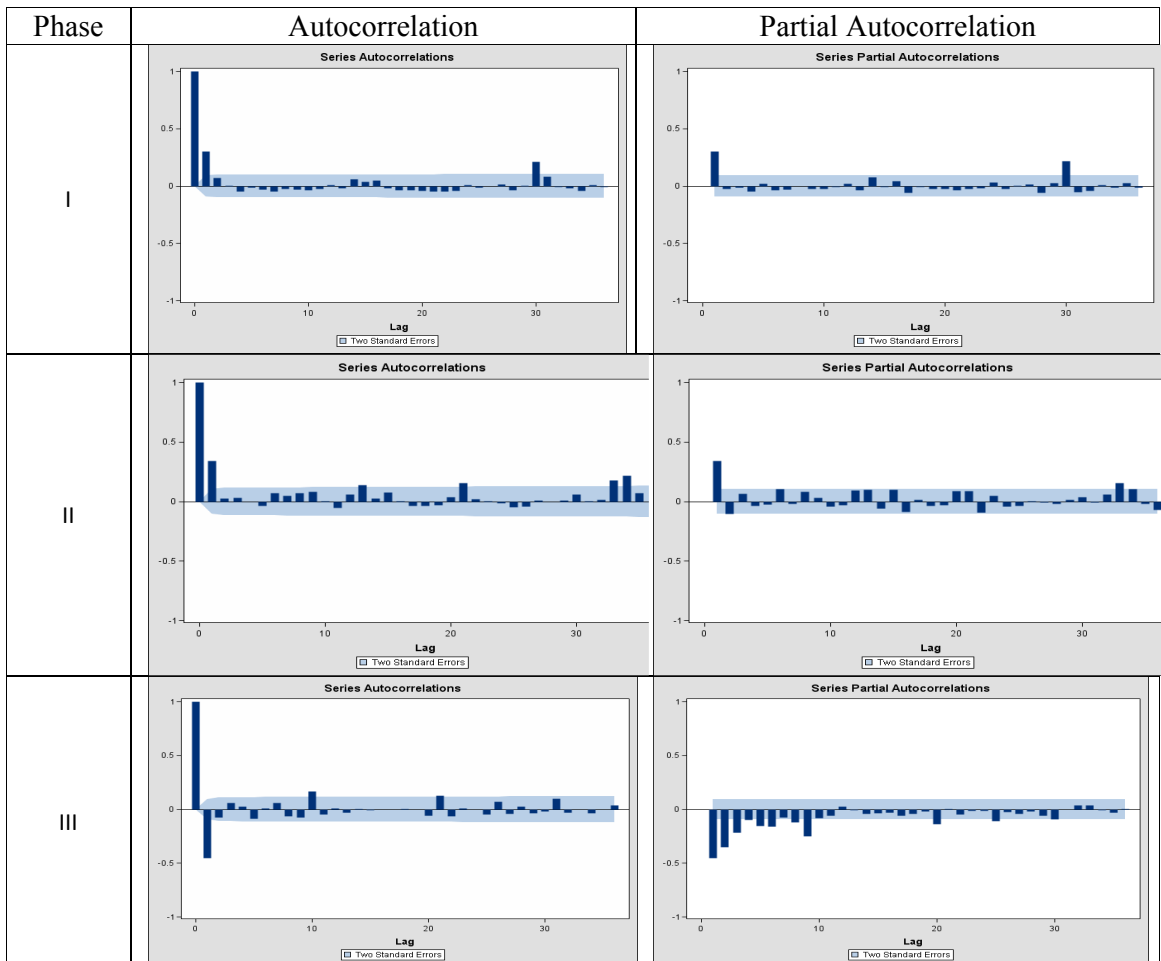 Phase Autocorrelation Partial Autocorrelation
I
Series Autocorrelations
1
0.5
0
-0.5
-1
0 10 20 30
Lag
Two Standard Errors
Series Partial Autocorrelations
1
0.5
0
-0.5
-1
0 10 20 30
Lag
Two Standard Errors
II
Series Autocorrelations
1
0.5
0
-0.5
-1
0 10 20 30
Lag
Two Standard Errors
Series Partial Autocorrelations
1
0.5
0
-0.5
-1
0 10 20 30
Lag
Two Standard Errors
III
Series Autocorrelations
1
0.5
0
-0.5
-1
0 10 20 30
Lag
Two Standard Errors
Series Partial Autocorrelations
1
0.5
0
-0.5
-1
0 10 20 30
Lag
Two Standard Errors